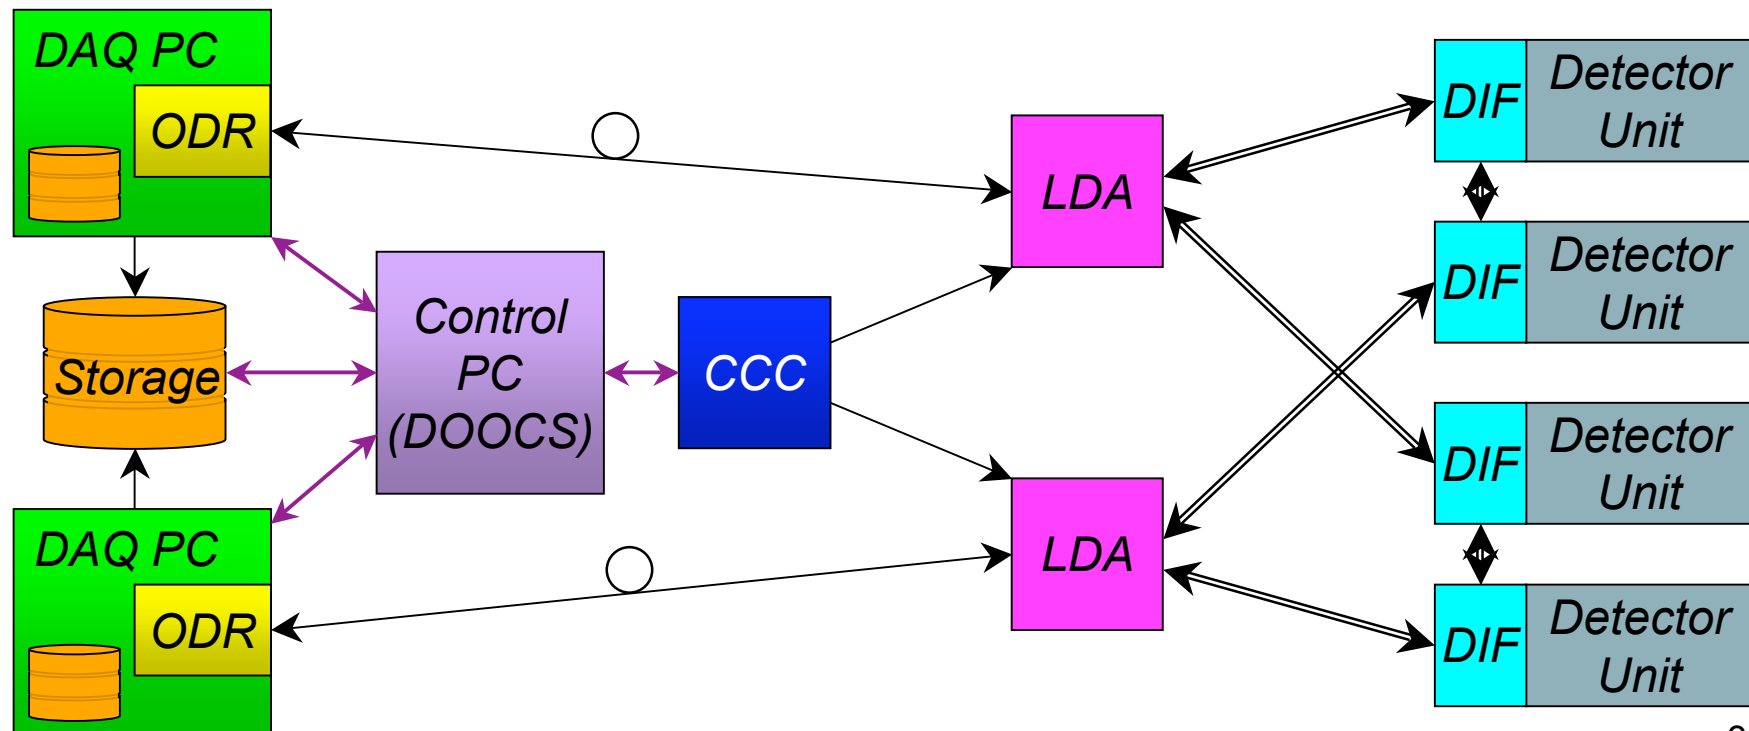 DAQ PC
ODR
Storage
DAQ PC
ODR
Control
PC
(DOOCS)
CCC
LDA
LDA
DIF
Detector
Unit
DIF
Detector
Unit
DIF
Detector
Unit
DIF
Detector
Unit